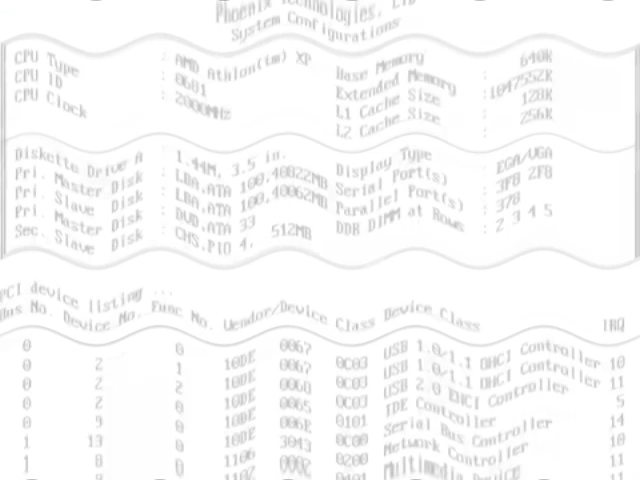 Phoenix Technologies, LTD
System Configurations
CPU Type : AMD Athlon(tm) XP Base Memory : 640K
CPU ID : 0681 Extended Memory : 1047552K
CPU Clock : 2000MHz L1 Cache Size : 128K
L2 Cache Size : 256K
Diskette Drive A : 1.44M, 3.5 in. Display Type : EGA/VGA
Pri. Master Disk : LBA,ATA 100, Serial Port(s) : 3F8 2F8
Pri. Slave Disk : LBA,ATA 100, Parallel Port(s) : 378
Pri. Master Disk : DVD,ATA 33 DDR DIMM at Rows : 2 3 4 5
Sec. Slave Disk : CHS,PIO 4, 512MB
PCI device listing ...
Bus No. Device No. Func No. Vendor/Device Class Device Class IRQ
0 2 0 10DE 0067 0C03 USB 1.0/1.1 OHCI Controller 10
0 2 1 10DE 0067 0C03 USB 1.0/1.1 OHCI Controller 11
0 2 2 10DE 0068 0C03 USB 2.0 EHCI Controller 5
0 9 0 10DE 0065 0101 IDE Controller 14
0 13 0 10DE 006E 0C00 Serial Bus Controller 11
1 8 0 10DE 3043 0200 Network Controller 10
1 1106 Multimedia Device 11